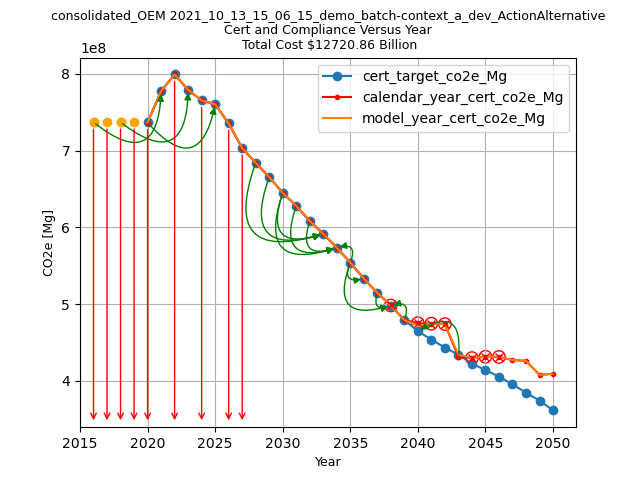 consolidated_OEM 2021_10_13_15_06_15_demo_batch-context_a_dev_ActionAlternative
Cert and Compliance Versus Year
Total Cost $12720.86 Billion
1e8
cert_target_co2e_Mg
calendar_year_cert_co2e_Mg
model_year_cert_co2e_Mg
8
7
6
5
4
CO2e [Mg]
2015 2020 2025 2030 2035 2040 2045 2050
Year